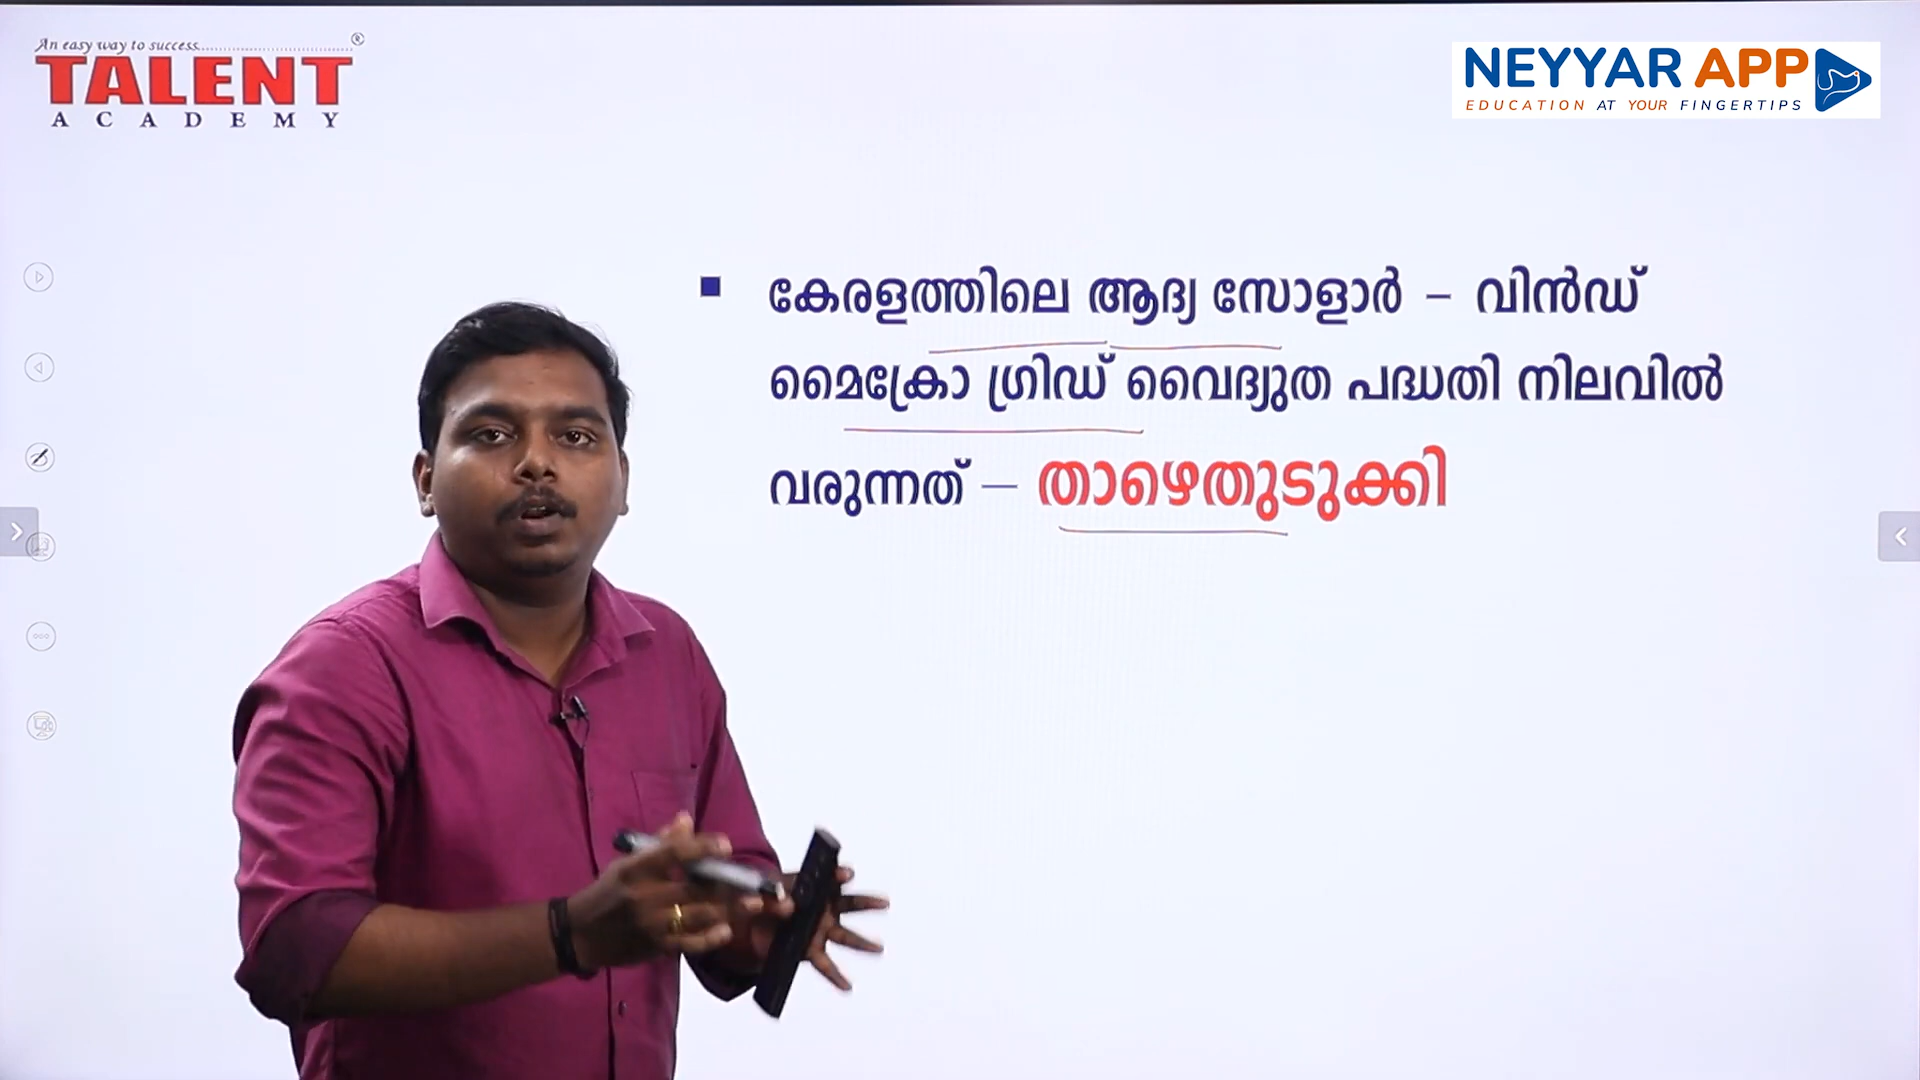 An easy way to success.................................... ®
TALENT
ACADEMY
NEYYAR APP
EDUCATION AT YOUR FINGERTIPS
▪ കേരളത്തിലെ ആദ്യ സോളാർ – വിൻഡ്
മൈക്രോ ഗ്രിഡ് വൈദ്യുത പദ്ധതി നിലവിൽ
വരുന്നത് – താഴെതുടുക്കി